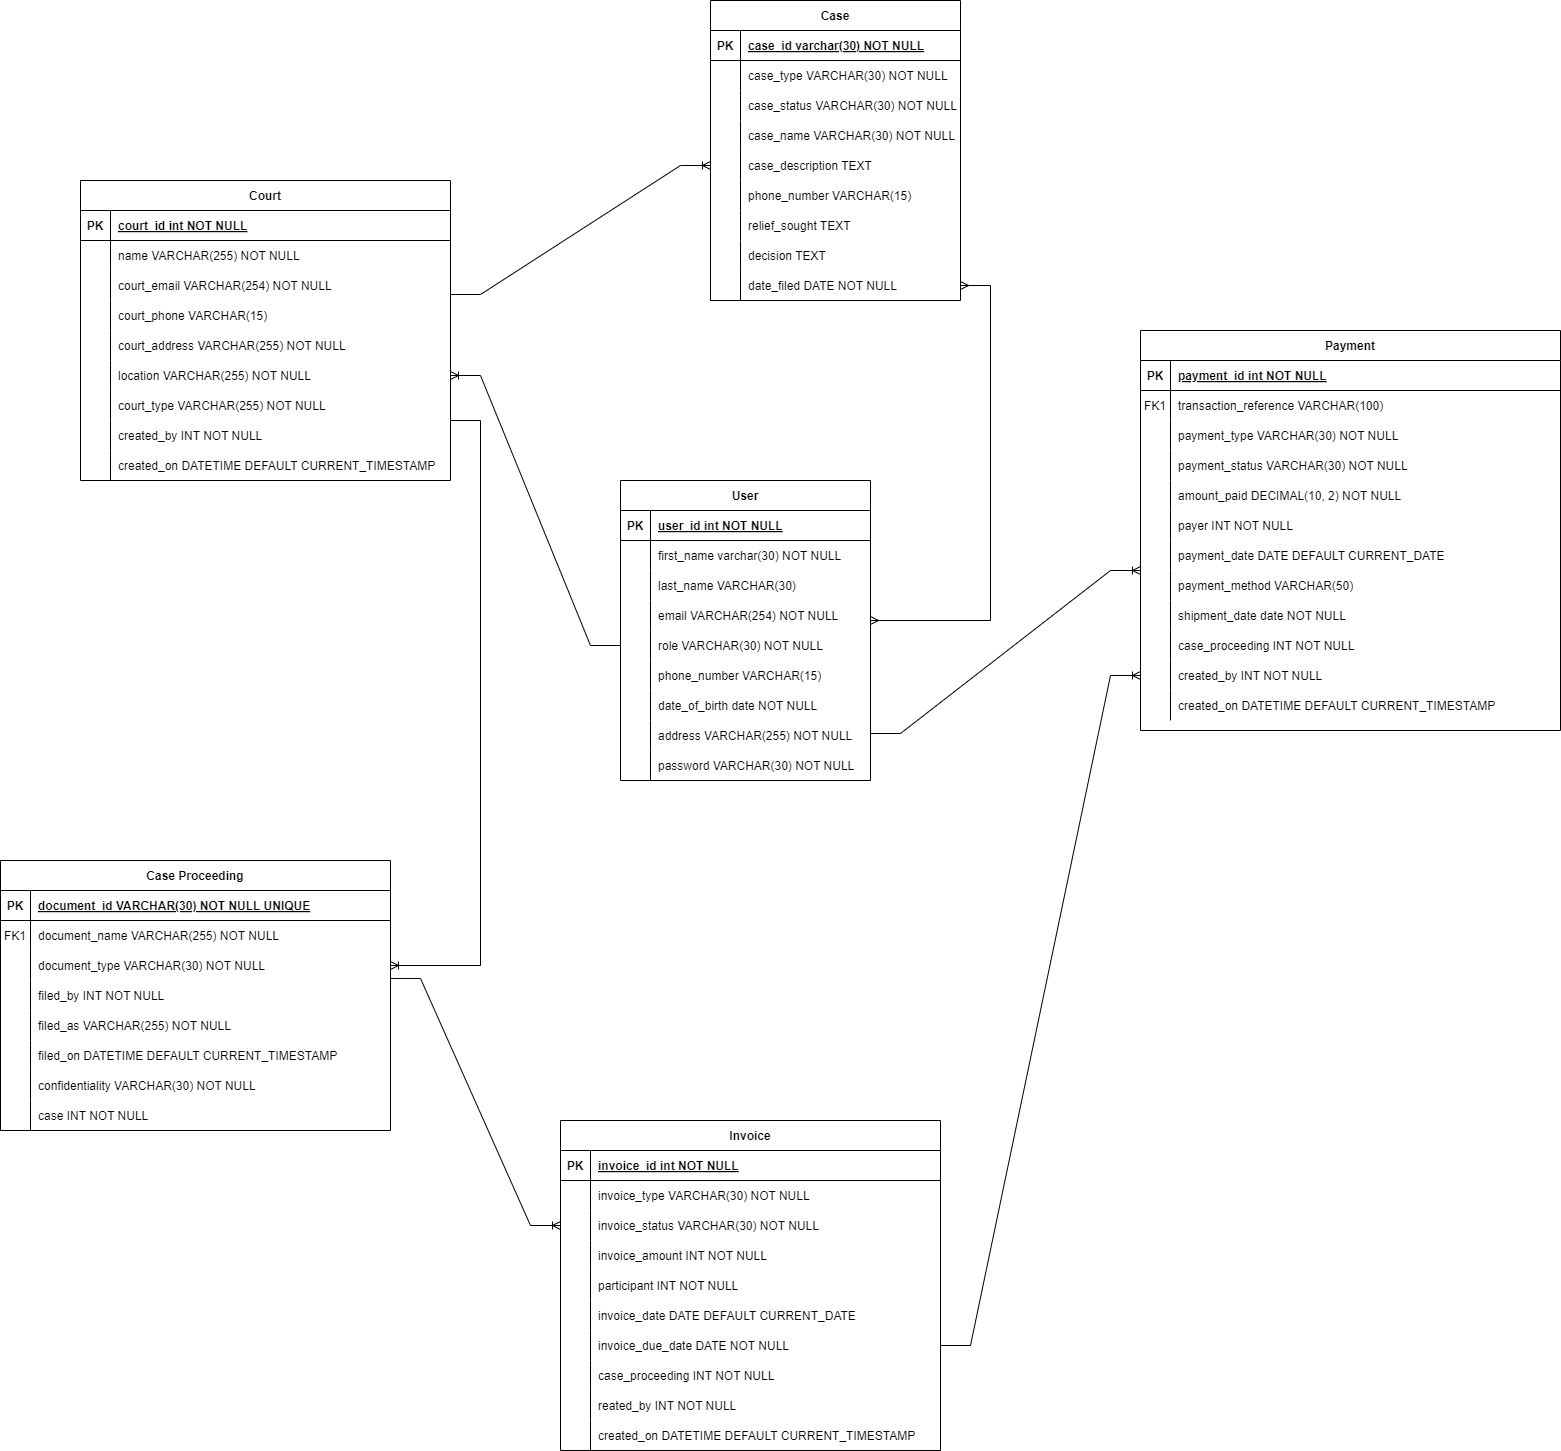 Case
PK case_id varchar(30) NOT NULL
case_type VARCHAR(30) NOT NULL
case_status VARCHAR(30) NOT NULL
case_name VARCHAR(30) NOT NULL
case_description TEXT
phone_number VARCHAR(15)
relief_sought TEXT
decision TEXT
date_filed DATE NOT NULL
Court
PK court_id int NOT NULL
name VARCHAR(255) NOT NULL
court_email VARCHAR(254) NOT NULL
court_phone VARCHAR(15)
court_address VARCHAR(255) NOT NULL
location VARCHAR(255) NOT NULL
court_type VARCHAR(255) NOT NULL
created_by INT NOT NULL
created_on DATETIME DEFAULT CURRENT_TIMESTAMP
Payment
PK payment_id int NOT NULL
FK1 transaction_reference VARCHAR(100)
payment_type VARCHAR(30) NOT NULL
payment_status VARCHAR(30) NOT NULL
amount_paid DECIMAL(10, 2) NOT NULL
payer INT NOT NULL
payment_date DATE DEFAULT CURRENT_DATE
payment_method VARCHAR(50)
shipment_date date NOT NULL
case_proceeding INT NOT NULL
created_by INT NOT NULL
created_on DATETIME DEFAULT CURRENT_TIMESTAMP
User
PK user_id int NOT NULL
first_name varchar(30) NOT NULL
last_name VARCHAR(30)
email VARCHAR(254) NOT NULL
role VARCHAR(30) NOT NULL
phone_number VARCHAR(15)
date_of_birth date NOT NULL
address VARCHAR(255) NOT NULL
password VARCHAR(30) NOT NULL
Case Proceeding
PK document_id VARCHAR(30) NOT NULL UNIQUE
FK1 document_name VARCHAR(255) NOT NULL
document_type VARCHAR(30) NOT NULL
filed_by INT NOT NULL
filed_as VARCHAR(255) NOT NULL
filed_on DATETIME DEFAULT CURRENT_TIMESTAMP
confidentiality VARCHAR(30) NOT NULL
case INT NOT NULL
Invoice
PK invoice_id int NOT NULL
invoice_type VARCHAR(30) NOT NULL
invoice_status VARCHAR(30) NOT NULL
invoice_amount INT NOT NULL
participant INT NOT NULL
invoice_date DATE DEFAULT CURRENT_DATE
invoice_due_date DATE NOT NULL
case_proceeding INT NOT NULL
reated_by INT NOT NULL
created_on DATETIME DEFAULT CURRENT_TIMESTAMP